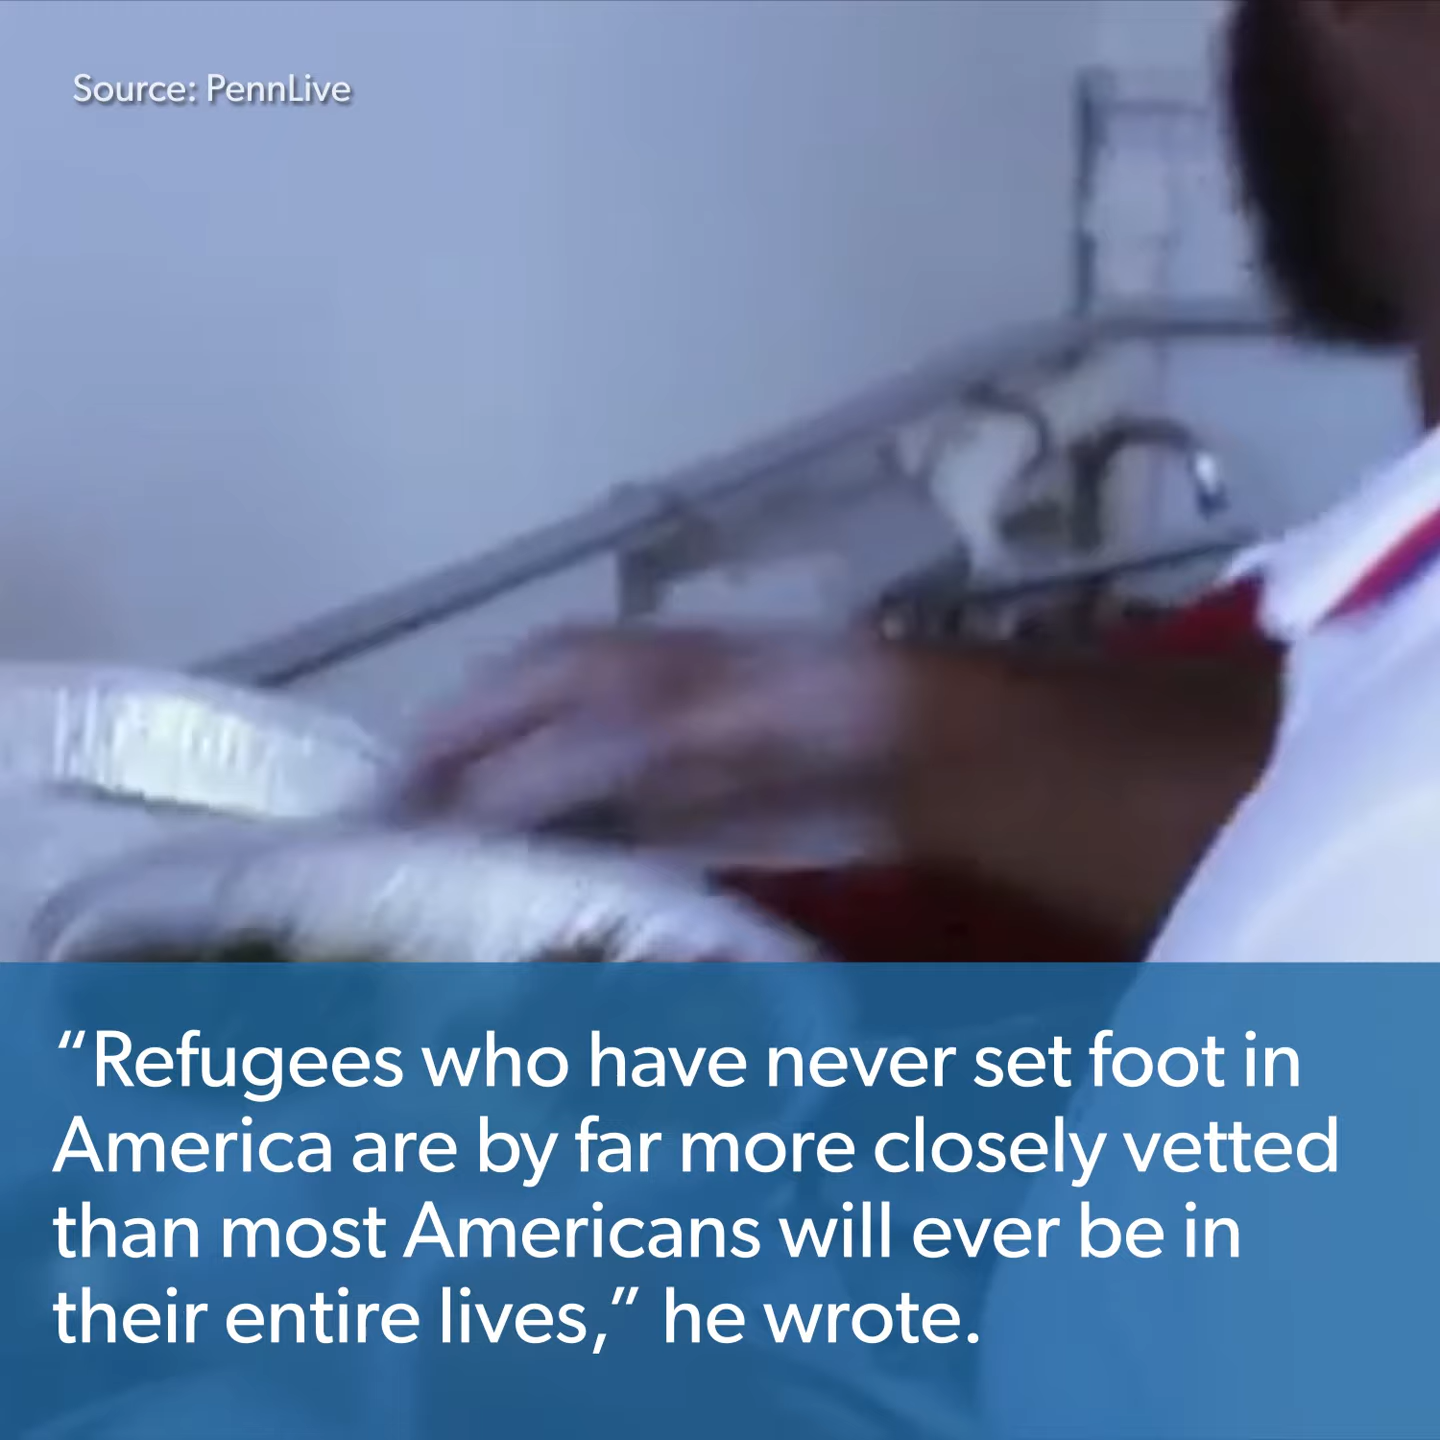 Source: PennLive
“Refugees who have never set foot in
America are by far more closely vetted
than most Americans will ever be in
their entire lives,” he wrote.